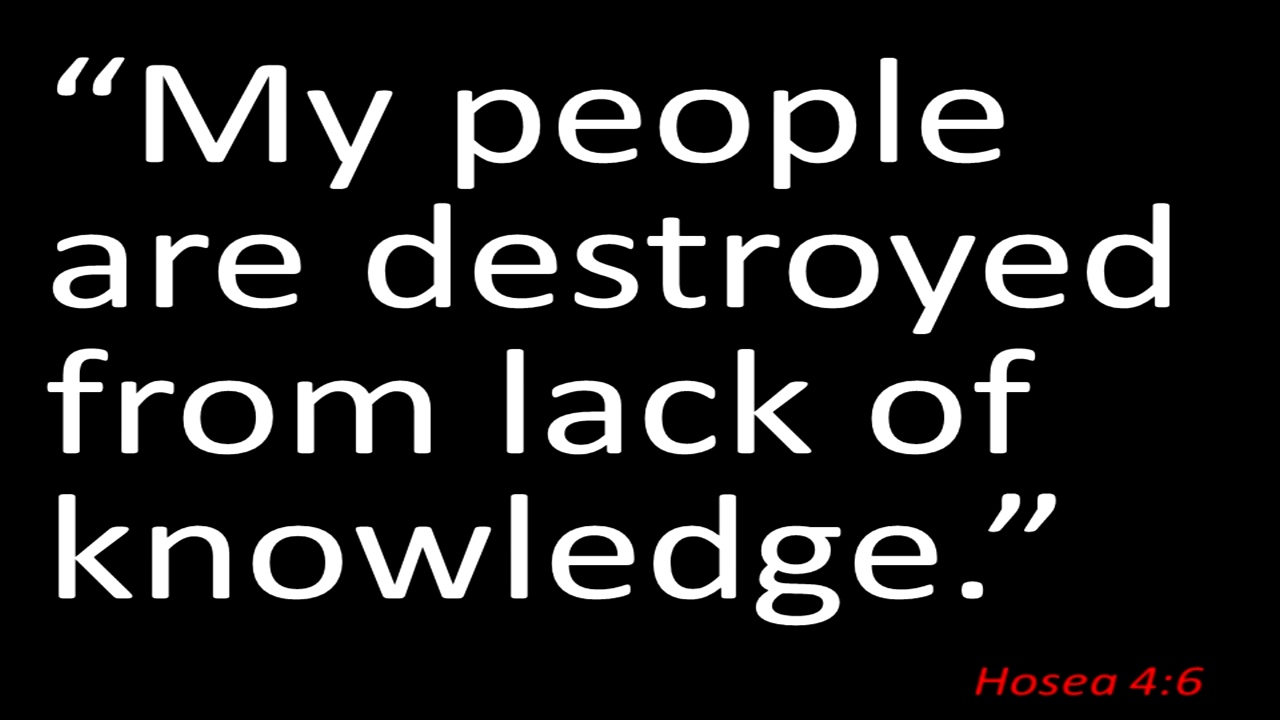 “My people
are destroyed
from lack of
knowledge.”
Hosea 4:6